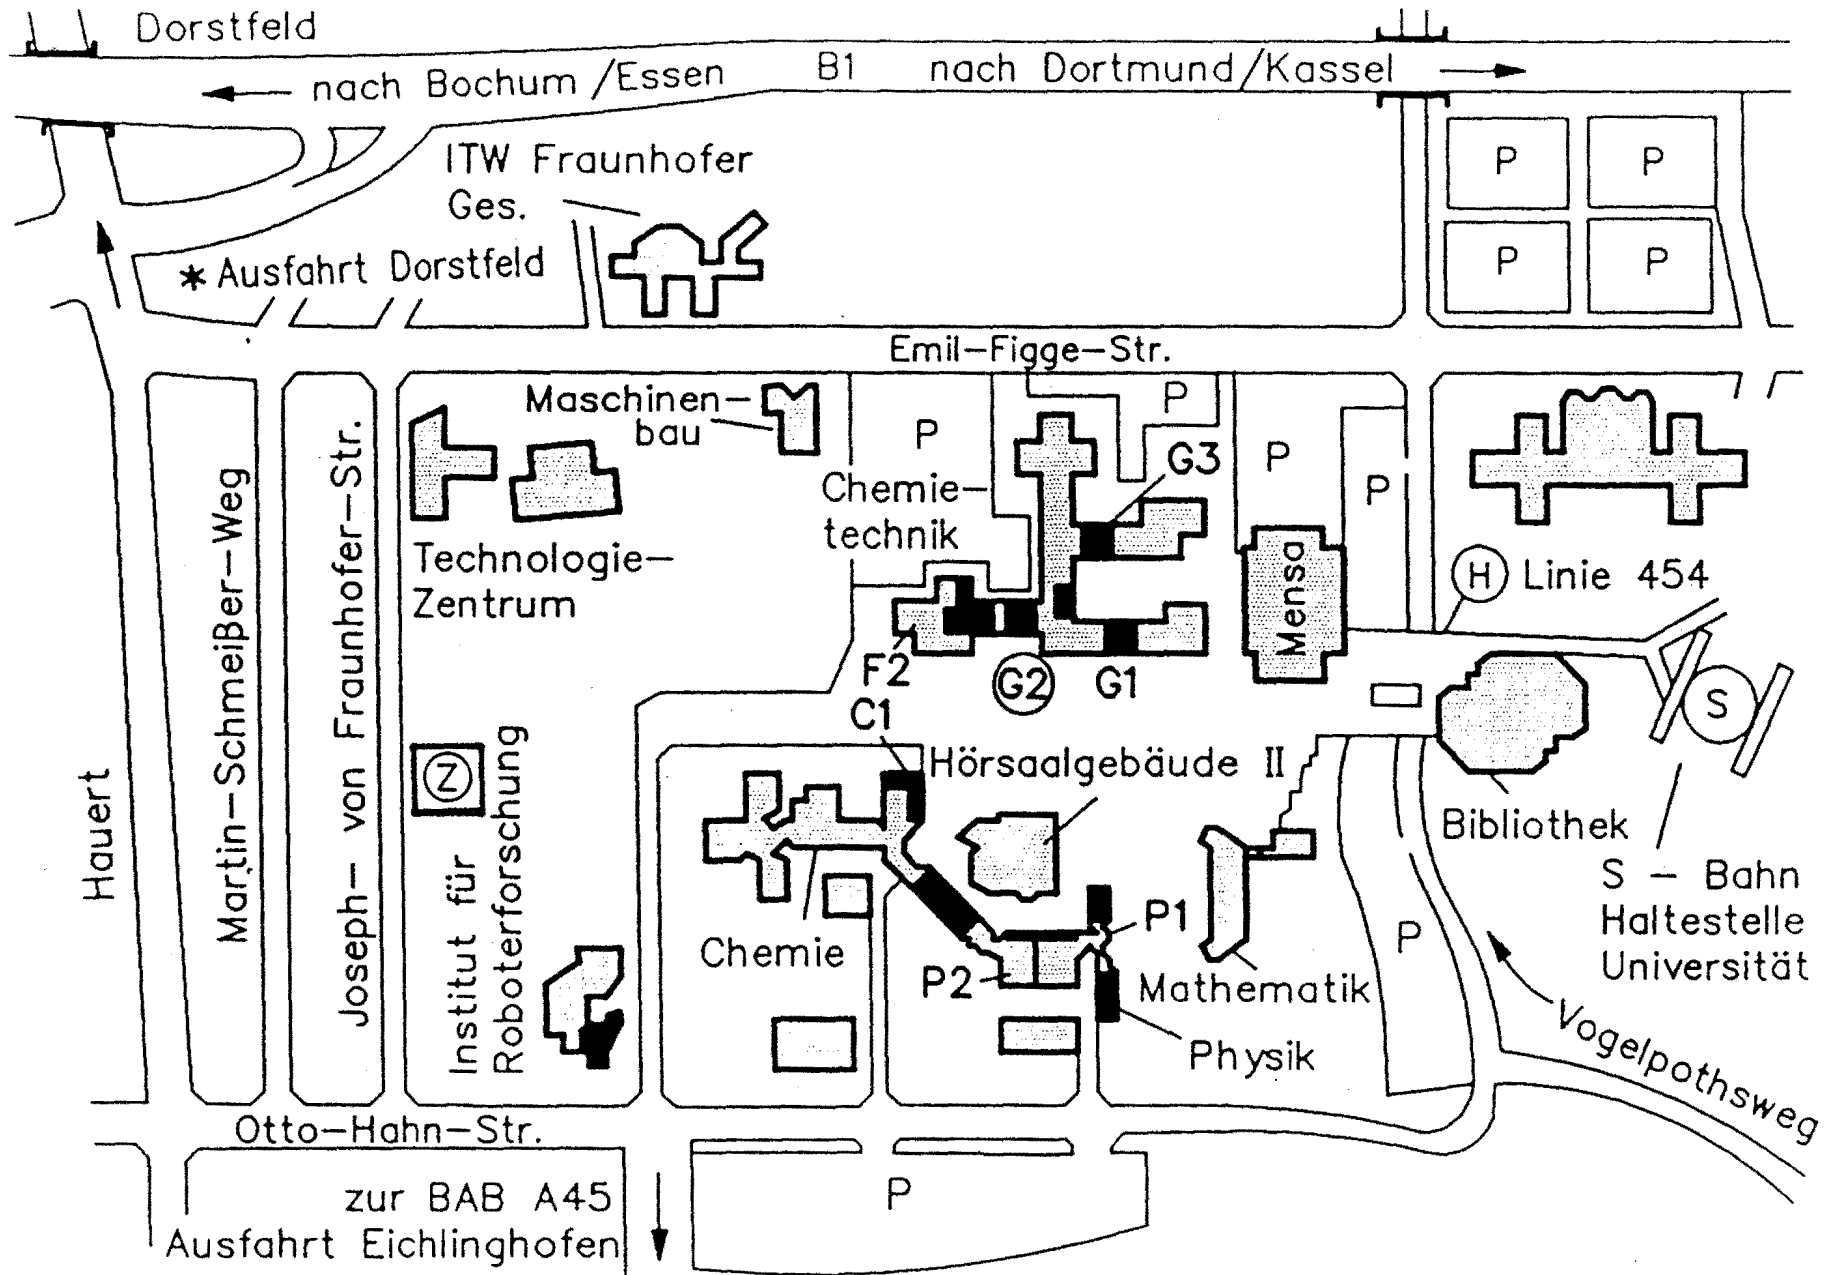 Dorstfeld
nach Bochum /Essen
B1
nach Dortmund/Kassel
ITW Fraunhofer
Ges.
P
P
P
P
* Ausfahrt Dorstfeld
Emil-Figge-Str.
Maschinen-
bau
P
P
G3
P
P
Chemie-
technik
Technologie-
Zentrum
Mensa
H Linie 454
F2
G2
G1
C1
S
Martin-Schmeißer-Weg
Joseph- von Fraunhofer-Str.
Hauert
Z
Institut für
Roboterforschung
Hörsaalgebäude II
Bibliothek
S - Bahn
Haltestelle
Universität
Chemie
P1
P2
P
Mathematik
Physik
Vogelpothsweg
Otto-Hahn-Str.
zur BAB A45
Ausfahrt Eichlinghofen
P